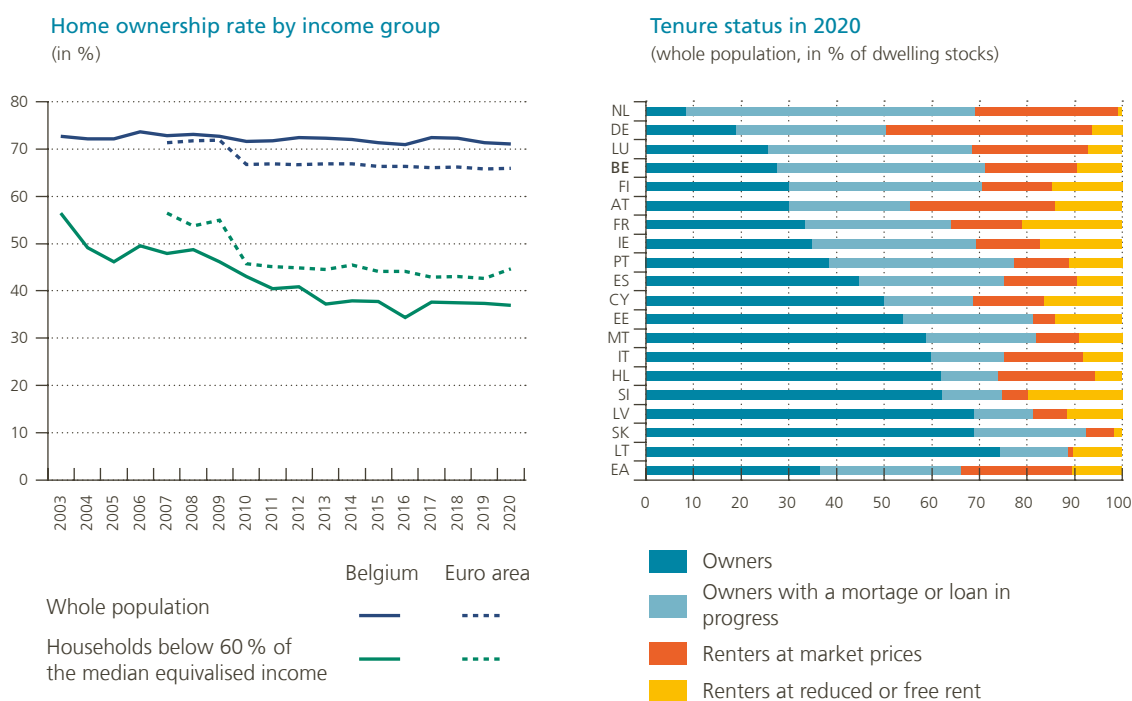 Home ownership rate by income group
(in %)
80
70
60
50
40
30
20
10
0
2003
2004
2005
2006
2007
2008
2009
2010
2011
2012
2013
2014
2015
2016
2017
2018
2019
2020
Belgium Euro area
Whole population
Households below 60 % of
the median equivalised income
Tenure status in 2020
(whole population, in % of dwelling stocks)
NL
DE
LU
BE
FI
AT
FR
IE
PT
ES
CY
EE
MT
IT
HL
SI
LV
SK
LT
EA
0 10 20 30 40 50 60 70 80 90 100
Owners
Owners with a mortage or loan in
progress
Renters at market prices
Renters at reduced or free rent